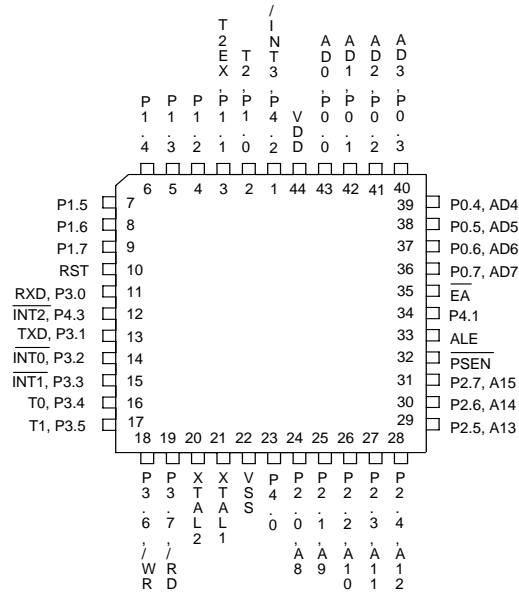 P1.4
P1.3
P1.2
T2EX,P1.1
T2,P1.0
/INT3,P4.2
VDD
AD0,P0.0
AD1,P0.1
AD2,P0.2
AD3,P0.3
6 5 4 3 2 1 44 43 42 41 40
P1.5 7
P1.6 8
P1.7 9
RST 10
RXD, P3.0 11
INT2, P4.3 12
TXD, P3.1 13
INT0, P3.2 14
INT1, P3.3 15
T0, P3.4 16
T1, P3.5 17
39 P0.4, AD4
38 P0.5, AD5
37 P0.6, AD6
36 P0.7, AD7
35 EA
34 P4.1
33 ALE
32 PSEN
31 P2.7, A15
30 P2.6, A14
29 P2.5, A13
18 19 20 21 22 23 24 25 26 27 28
P3.6,/WR
P3.7,/RD
XTAL2
XTAL1
VSS
P4.0
P2.0,A8
P2.1,A9
P2.2,A10
P2.3,A11
P2.4,A12